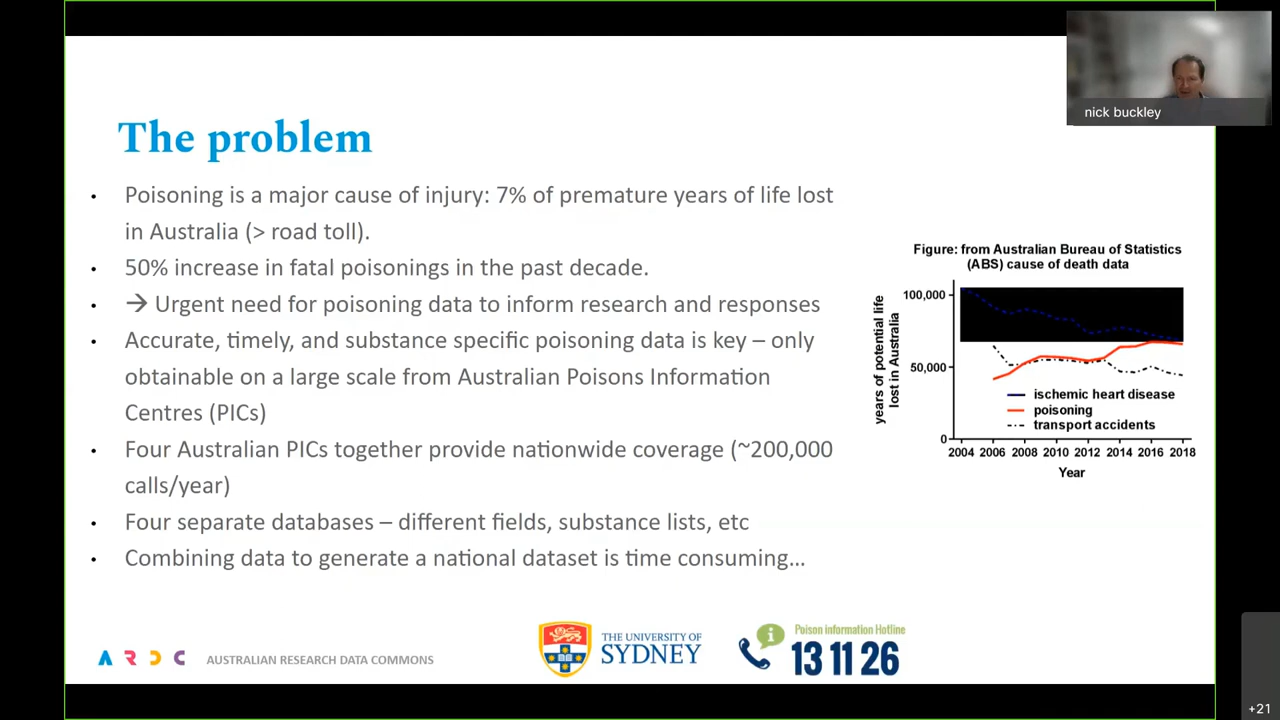 nick buckley
The problem
• Poisoning is a major cause of injury: 7% of premature years of life lost
in Australia (> road toll).
• 50% increase in fatal poisonings in the past decade.
• → Urgent need for poisoning data to inform research and responses
• Accurate, timely, and substance specific poisoning data is key – only
obtainable on a large scale from Australian Poisons Information
Centres (PICs)
• Four Australian PICs together provide nationwide coverage (~200,000
calls/year)
• Four separate databases – different fields, substance lists, etc
• Combining data to generate a national dataset is time consuming…
Figure: from Australian Bureau of Statistics
(ABS) cause of death data
years of potential life
lost in Australia
100,000
50,000
0
ischemic heart disease
poisoning
transport accidents
2004 2006 2008 2010 2012 2014 2016 2018
Year
ARDC AUSTRALIAN RESEARCH DATA COMMONS
THE UNIVERSITY OF
SYDNEY
i
Poison information Hotline
13 11 26
+21